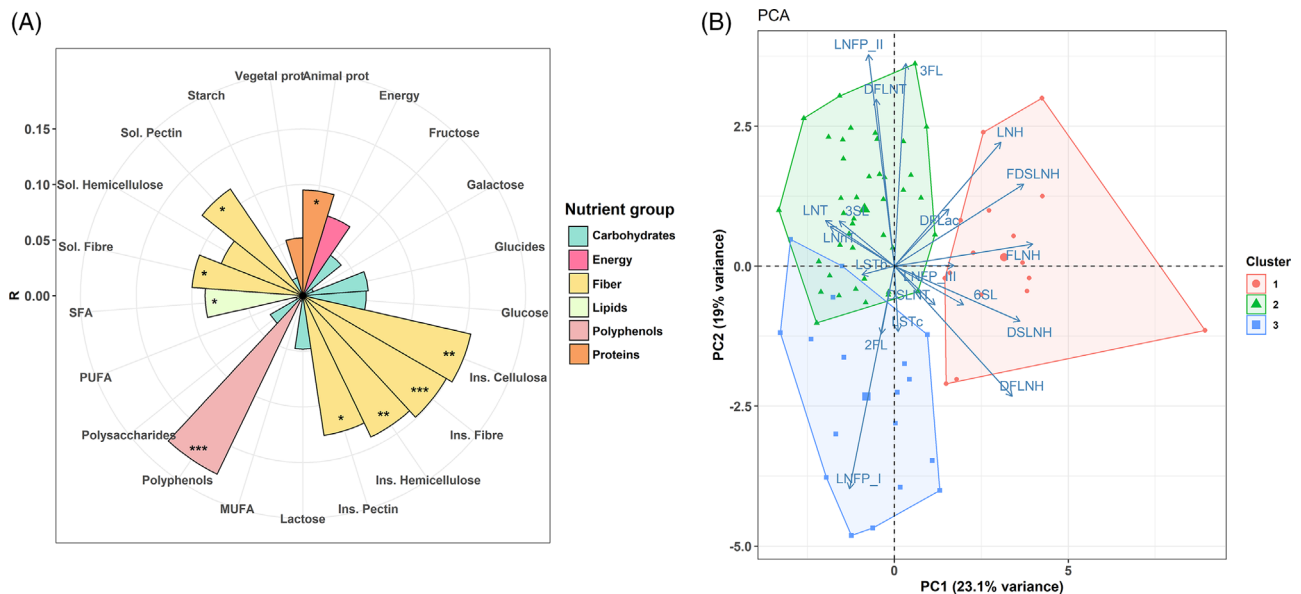 (A)
Vegetal prot
Animal prot
Starch
Energy
Sol. Pectin
Fructose
Sol. Hemicellulose
Galactose
Sol. Fibre
Glucides
SFA
Glucose
PUFA
Ins. Cellulosa
Polysaccharides
Ins. Fibre
Polyphenols
Ins. Hemicellulose
MUFA
Ins. Pectin
Lactose
0.15
0.10
0.05
0.00
R
*
*
*
*
**
***
**
*
***
Nutrient group
Carbohydrates
Energy
Fiber
Lipids
Polyphenols
Proteins
(B)
PCA
LNFP_II
3FL
DFLNT
LNH
FDSLNH
LNT
3SL
DFLac
LNnT
FLNH
LSTb
LNFP_III
DSLNT
6SL
LSTc
DSLNH
2FL
DFLNH
LNFP_I
2.5
0.0
-2.5
-5.0
PC2 (19% variance)
0
5
PC1 (23.1% variance)
Cluster
1
2
3